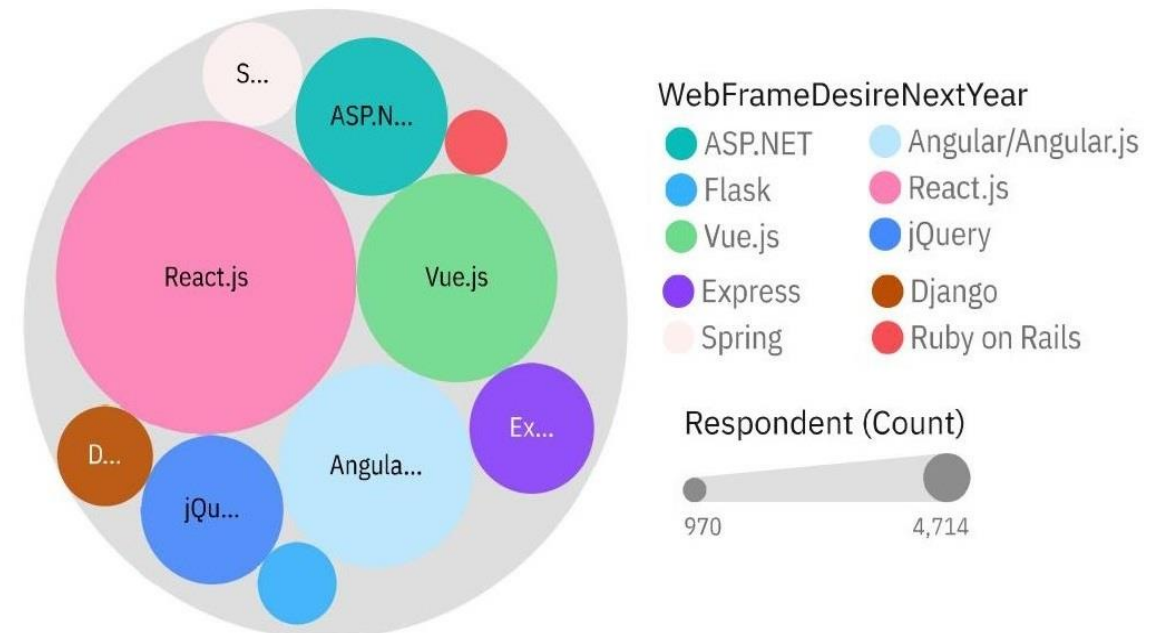 S...
ASP.N...
React.js
Vue.js
D...
Ex...
Angula...
jQu...
WebFrameDesireNextYear
ASP.NET Angular/Angular.js
Flask React.js
Vue.js jQuery
Express Django
Spring Ruby on Rails
Respondent (Count)
970 4,714